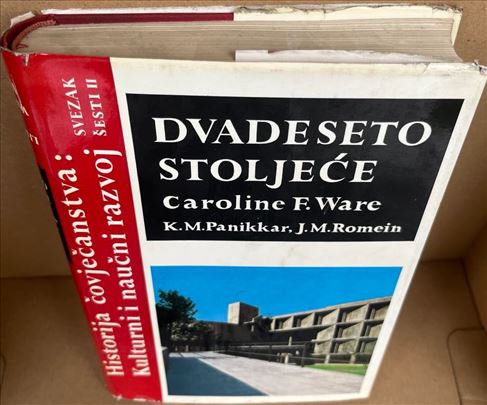 Historija čovječanstva:
Kulturni i naučni razvoj
SVEZAK
ŠESTI II
DVADESETO
STOLJEĆE
Caroline F. Ware
K.M.Panikkar, J.M.Romein